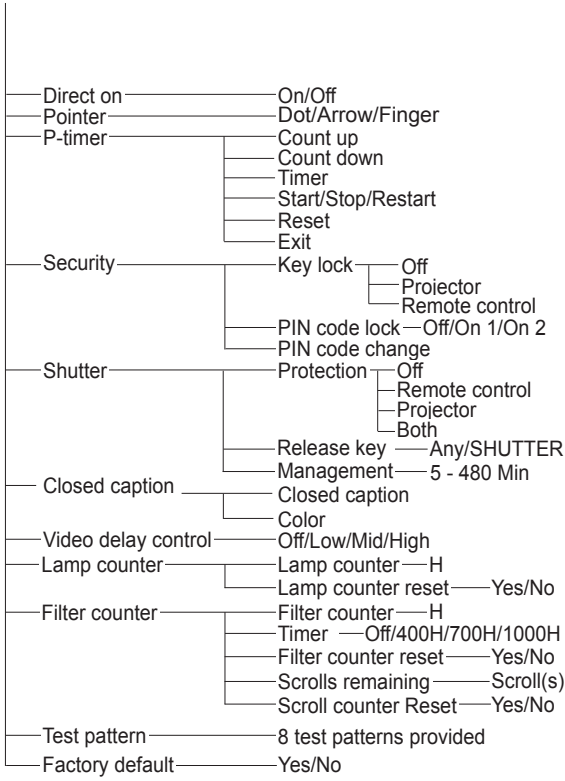 Direct on On/Off
Pointer Dot/Arrow/Finger
P-timer Count up
Count down
Timer
Start/Stop/Restart
Reset
Exit
Security Key lock Off
Projector
Remote control
PIN code lock Off/On 1/On 2
PIN code change
Shutter Protection Off
Remote control
Projector
Both
Release key Any/SHUTTER
Management 5 - 480 Min
Closed caption Closed caption
Color
Video delay control Off/Low/Mid/High
Lamp counter Lamp counter H
Lamp counter reset Yes/No
Filter counter Filter counter H
Timer Off/400H/700H/1000H
Filter counter reset Yes/No
Scrolls remaining Scroll(s)
Scroll counter Reset Yes/No
Test pattern 8 test patterns provided
Factory default Yes/No